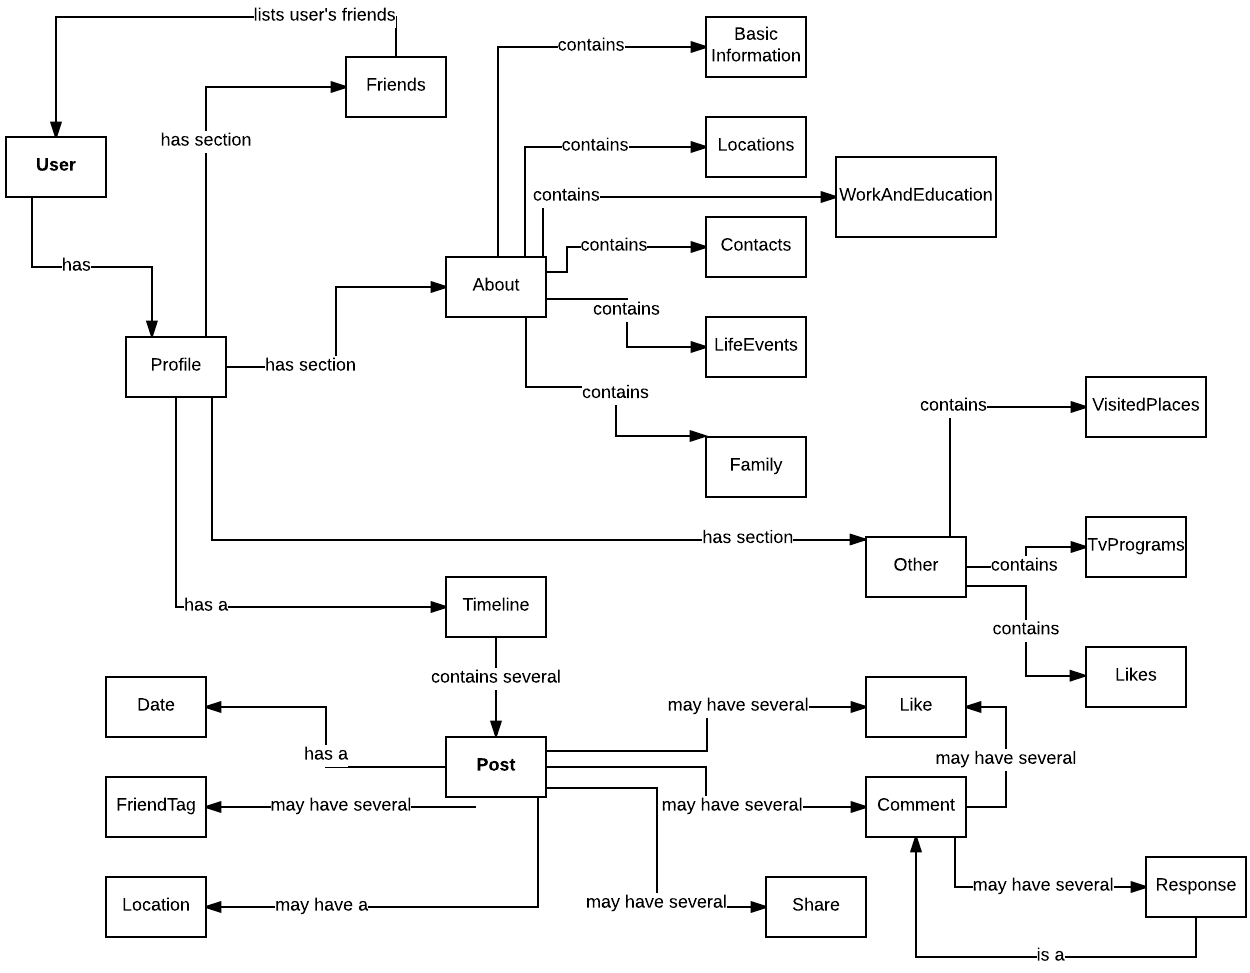 lists user's friends
Basic
Information
contains
Friends
has section
Locations
contains
User
WorkAndEducation
contains
Contacts
contains
has
About
contains
LifeEvents
Profile
has section
contains
VisitedPlaces
contains
Family
has section
TvPrograms
Other
contains
Timeline
has a
contains
contains several
Likes
Date
may have several
Like
has a
Post
may have several
FriendTag
may have several
may have several
Comment
may have several
Response
Location
may have a
may have several
Share
is a